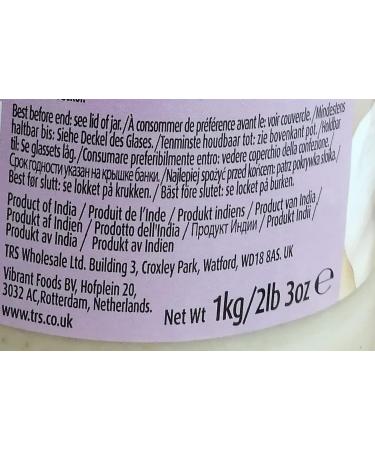 Best before end: see lid of jar./À consommer de préférence avant le: voir couvercle./Mindestens
haltbar bis: Siehe Deckel des Glases./Tenminste houdbaar tot: zie bovenkant pot./Holdbar
til: Se glassets låg./Consumare preferibilmente entro: vedere coperchio della confezione.
Срок годности указан на крышке банки./Najlepiej spożyć przed końcem: patrz pokrywka słoika./
Best før slutt: se lokket på krukken. / Bäst före slutet: se locket på burken.
Product of India / Produit de l'Inde / Produkt indiens / Product van India /
Produkt af Indien / Prodotto dell'India / Продукт Индии / Produkt Indii /
Produkt av India / Produkt av Indien
TRS Wholesale Ltd. Building 3, Croxley Park, Watford, WD18 8AS. UK
Vibrant Foods BV, Hofplein 20,
3032 AC, Rotterdam, Netherlands.
www.trs.co.uk
Net Wt 1kg/2lb 3oz ℮